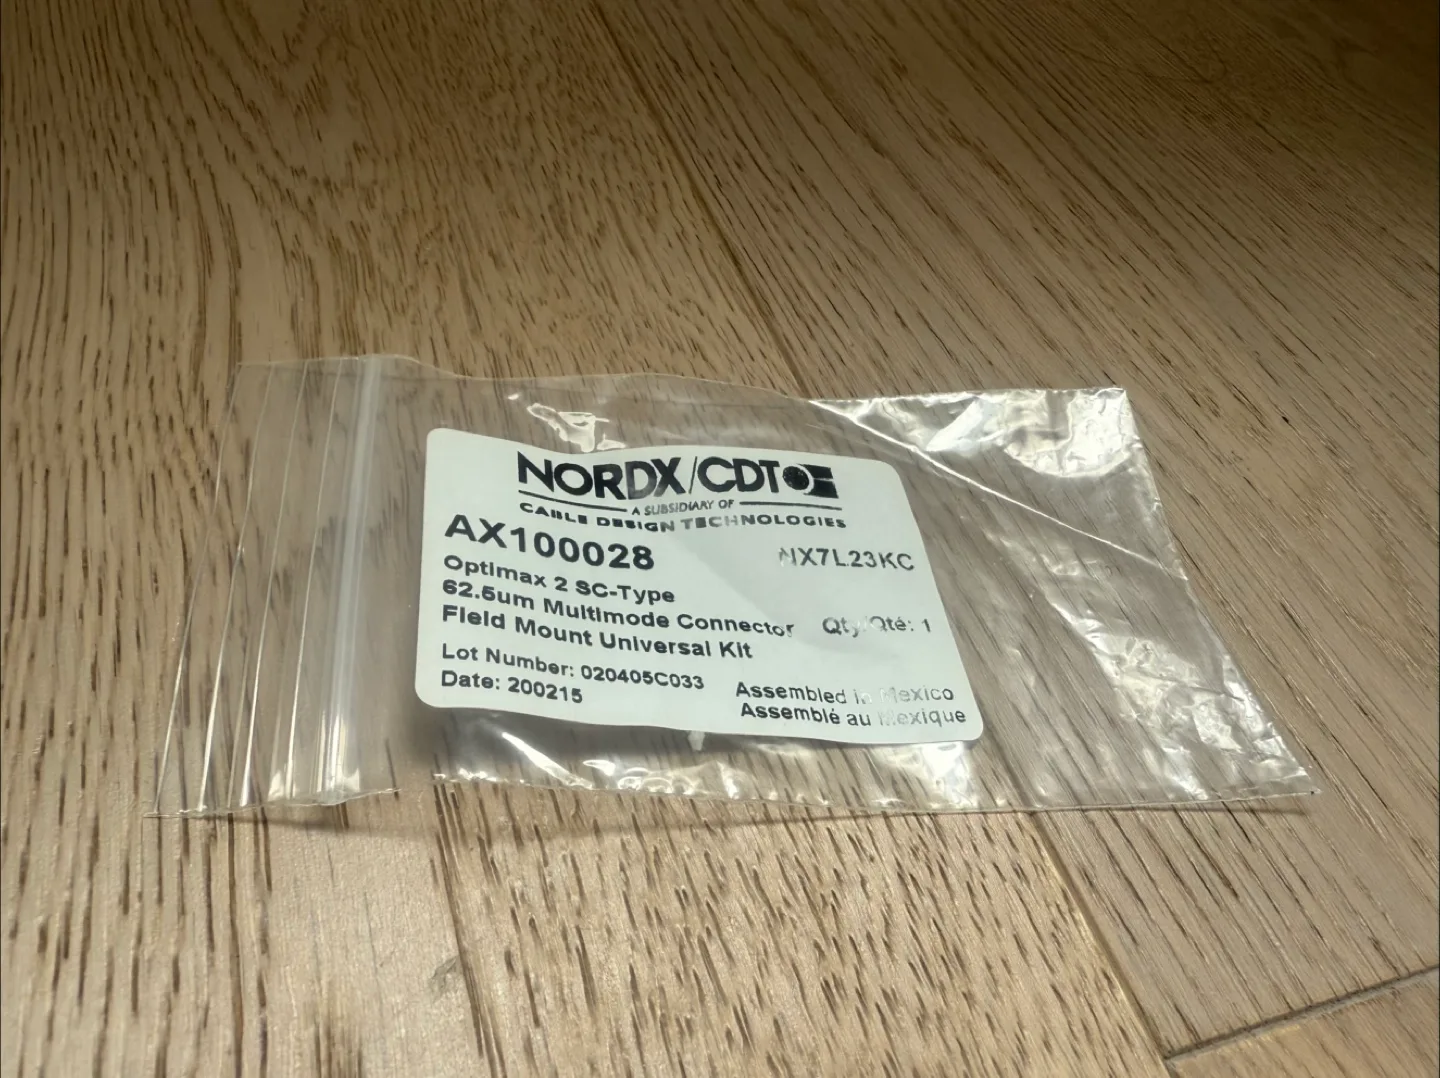 NORDX/CDT
A SUBSIDIARY OF
CABLE DESIGN TECHNOLOGIES
AX100028
NX7L23KC
Optimax 2 SC-Type
62.5um Multimode Connector
Qty/Qté: 1
Field Mount Universal Kit
Lot Number: 020405C033
Date: 200215
Assembled in Mexico
Assemblé au Mexique